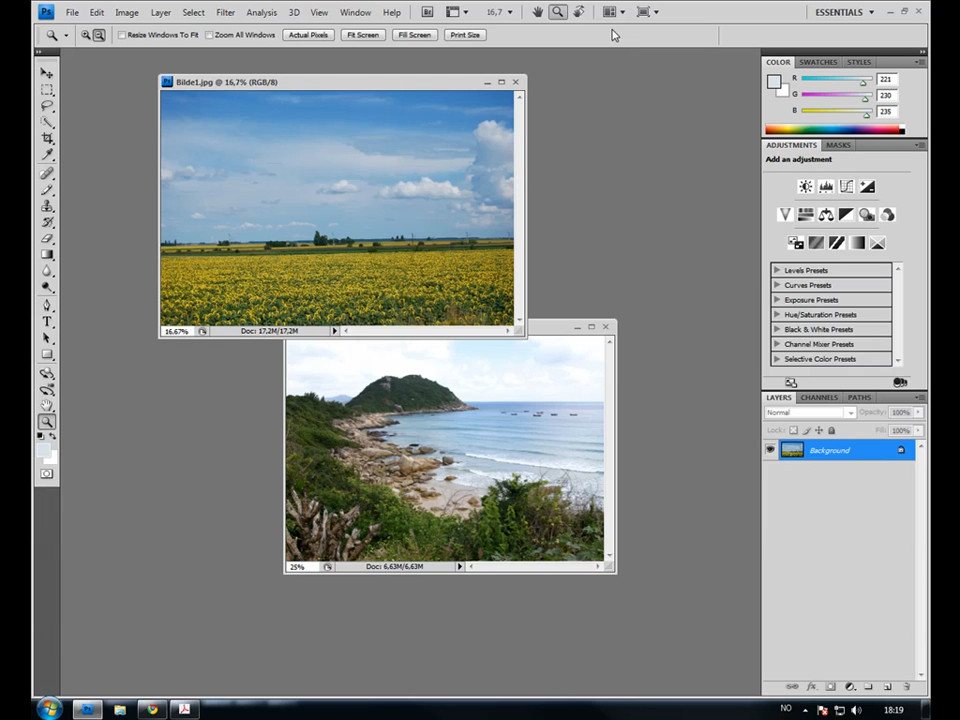 Ps File Edit Image Layer Select Filter Analysis 3D View Window Help Br 16,7 ESSENTIALS
Resize Windows To Fit Zoom All Windows Actual Pixels Fit Screen Fill Screen Print Size
COLOR SWATCHES STYLES
R 221
G 230
B 235
ADJUSTMENTS MASKS
Add an adjustment
Levels Presets
Curves Presets
Exposure Presets
Hue/Saturation Presets
Black & White Presets
Channel Mixer Presets
Selective Color Presets
LAYERS CHANNELS PATHS
Normal Opacity: 100%
Lock: Fill: 100%
Background
Bilde1.jpg @ 16,7% (RGB/8)
16.67% Doc: 17,2M/17,2M
25% Doc: 6,63M/6,63M
NO 18:19